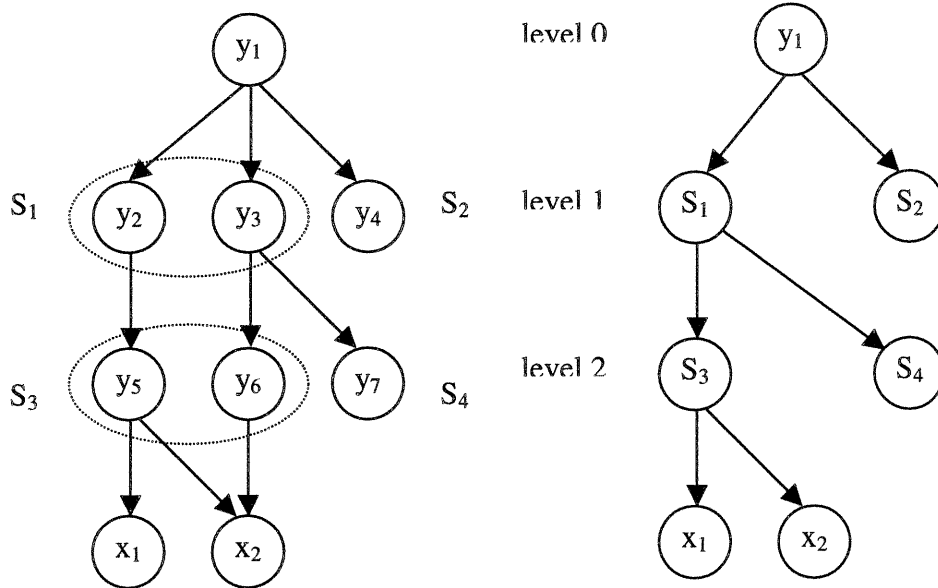 y₁ level 0 y₁
S₁ y₂ y₃ y₄ S₂ level 1 S₁ S₂
S₃ y₅ y₆ y₇ S₄ level 2 S₃ S₄
x₁ x₂ x₁ x₂